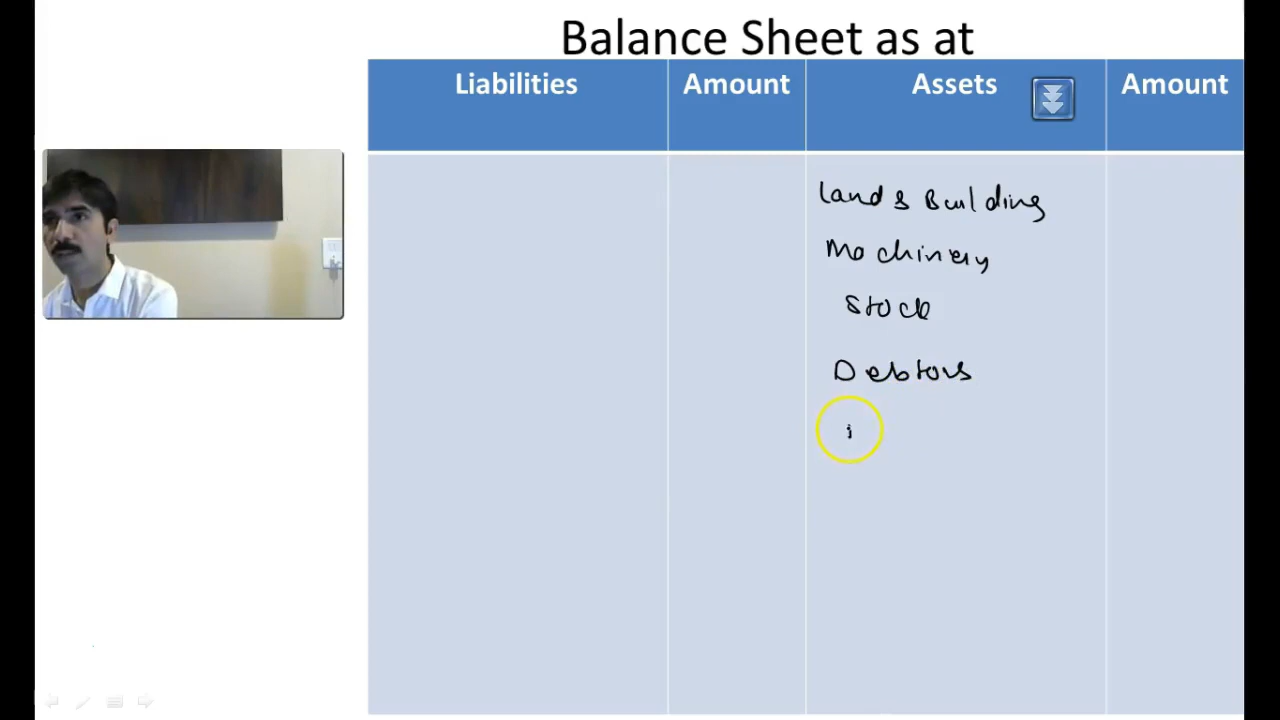 Balance Sheet as at
Liabilities Amount Assets Amount
Land & Building
Machinery
Stock
Debtors